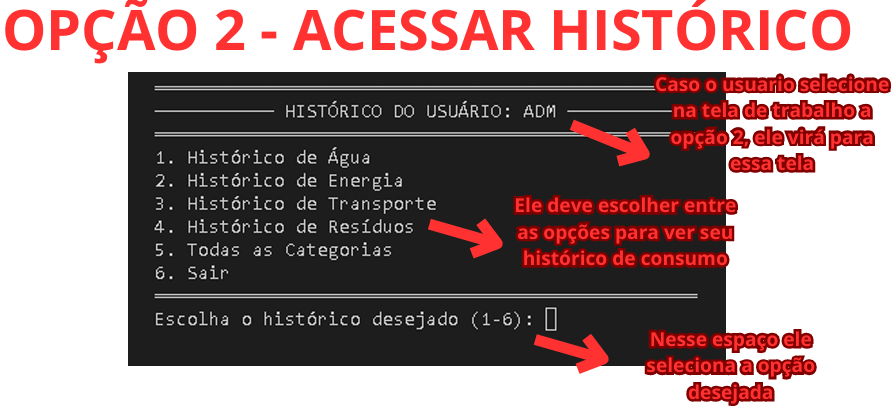 OPÇÃO 2 - ACESSAR HISTÓRICO
HISTÓRICO DO USUÁRIO: ADM
Caso o usuario selecione
na tela de trabalho a
opção 2, ele virá para
essa tela
1. Histórico de Água
2. Histórico de Energia
3. Histórico de Transporte
4. Histórico de Resíduos
5. Todas as Categorias
6. Sair
Ele deve escolher entre
as opções para ver seu
histórico de consumo
Escolha o histórico desejado (1-6):
Nesse espaço ele
seleciona a opção
desejada